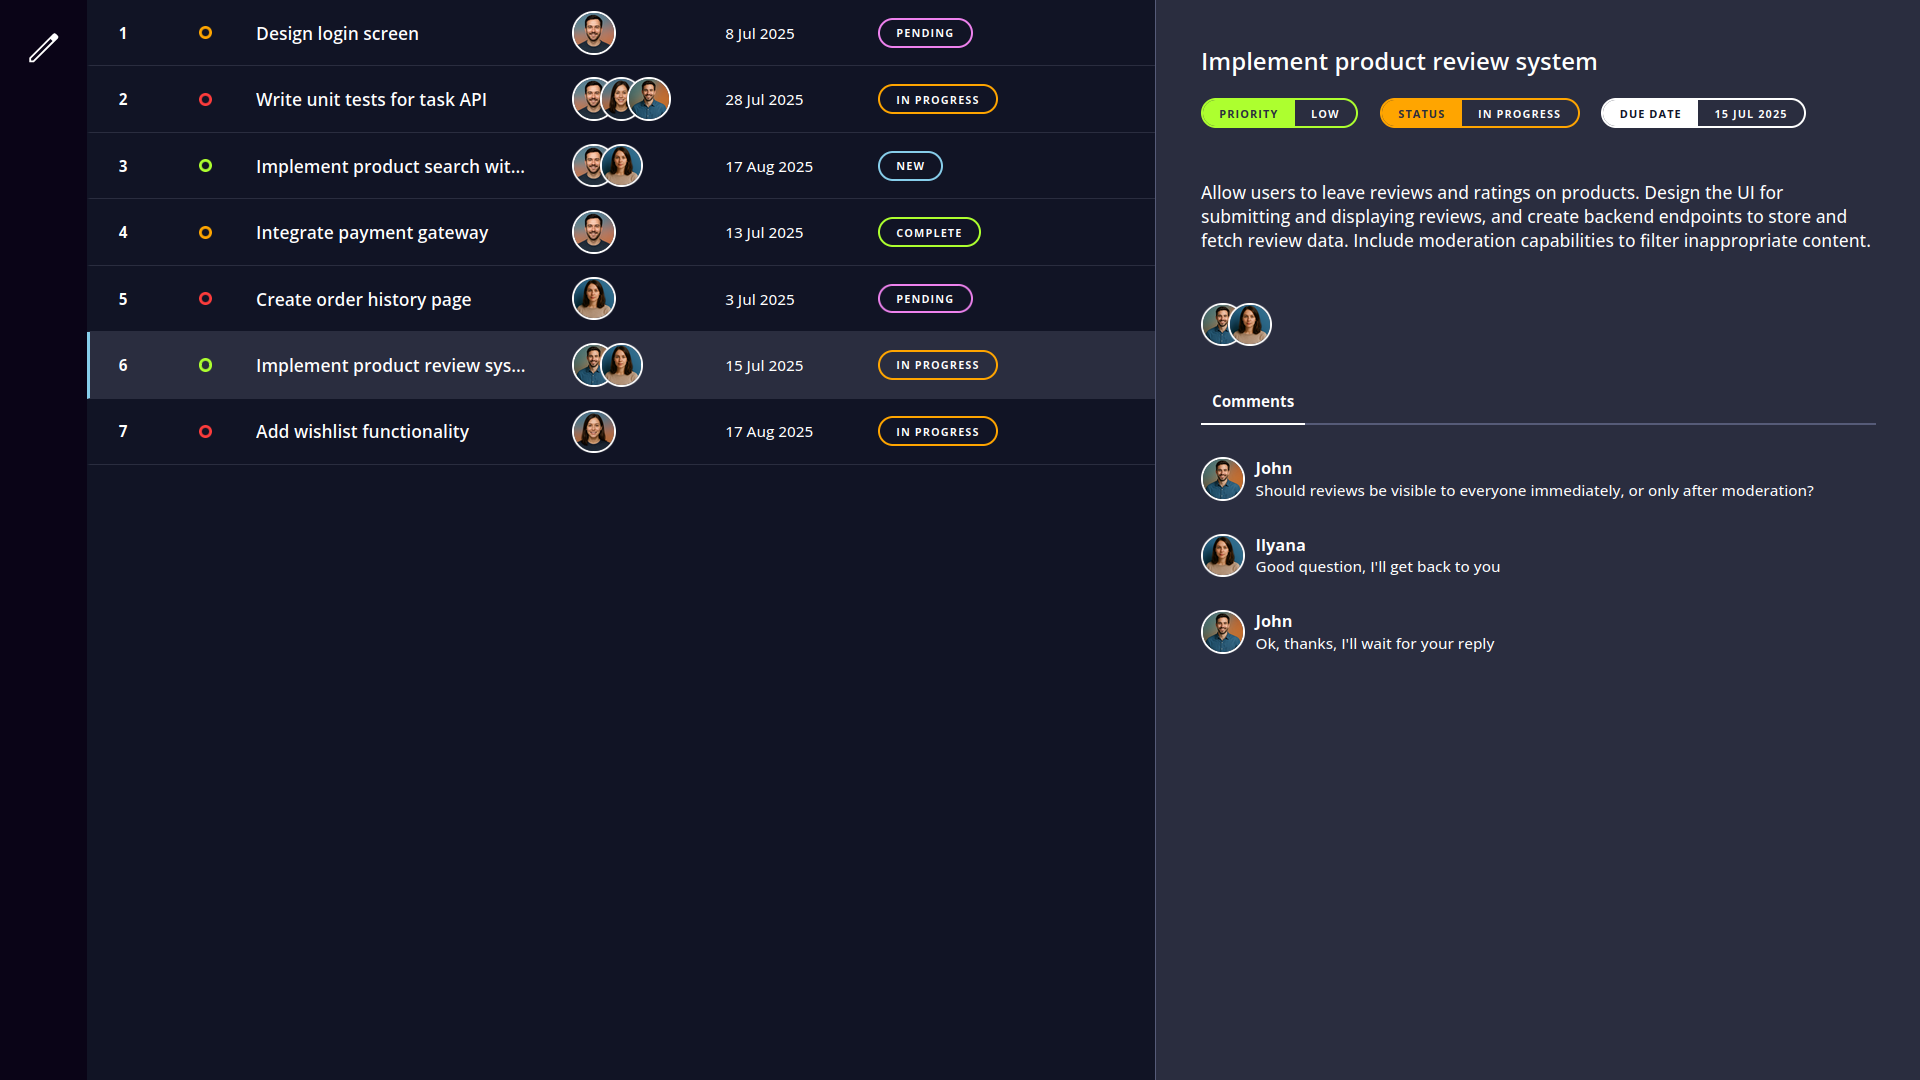 1 Design login screen 8 Jul 2025 PENDING
2 Write unit tests for task API 28 Jul 2025 IN PROGRESS
3 Implement product search wit... 17 Aug 2025 NEW
4 Integrate payment gateway 13 Jul 2025 COMPLETE
5 Create order history page 3 Jul 2025 PENDING
6 Implement product review sys... 15 Jul 2025 IN PROGRESS
7 Add wishlist functionality 17 Aug 2025 IN PROGRESS
Implement product review system
PRIORITY LOW STATUS IN PROGRESS DUE DATE 15 JUL 2025
Allow users to leave reviews and ratings on products. Design the UI for
submitting and displaying reviews, and create backend endpoints to store and
fetch review data. Include moderation capabilities to filter inappropriate content.
Comments
John
Should reviews be visible to everyone immediately, or only after moderation?
Ilyana
Good question, I'll get back to you
John
Ok, thanks, I'll wait for your reply